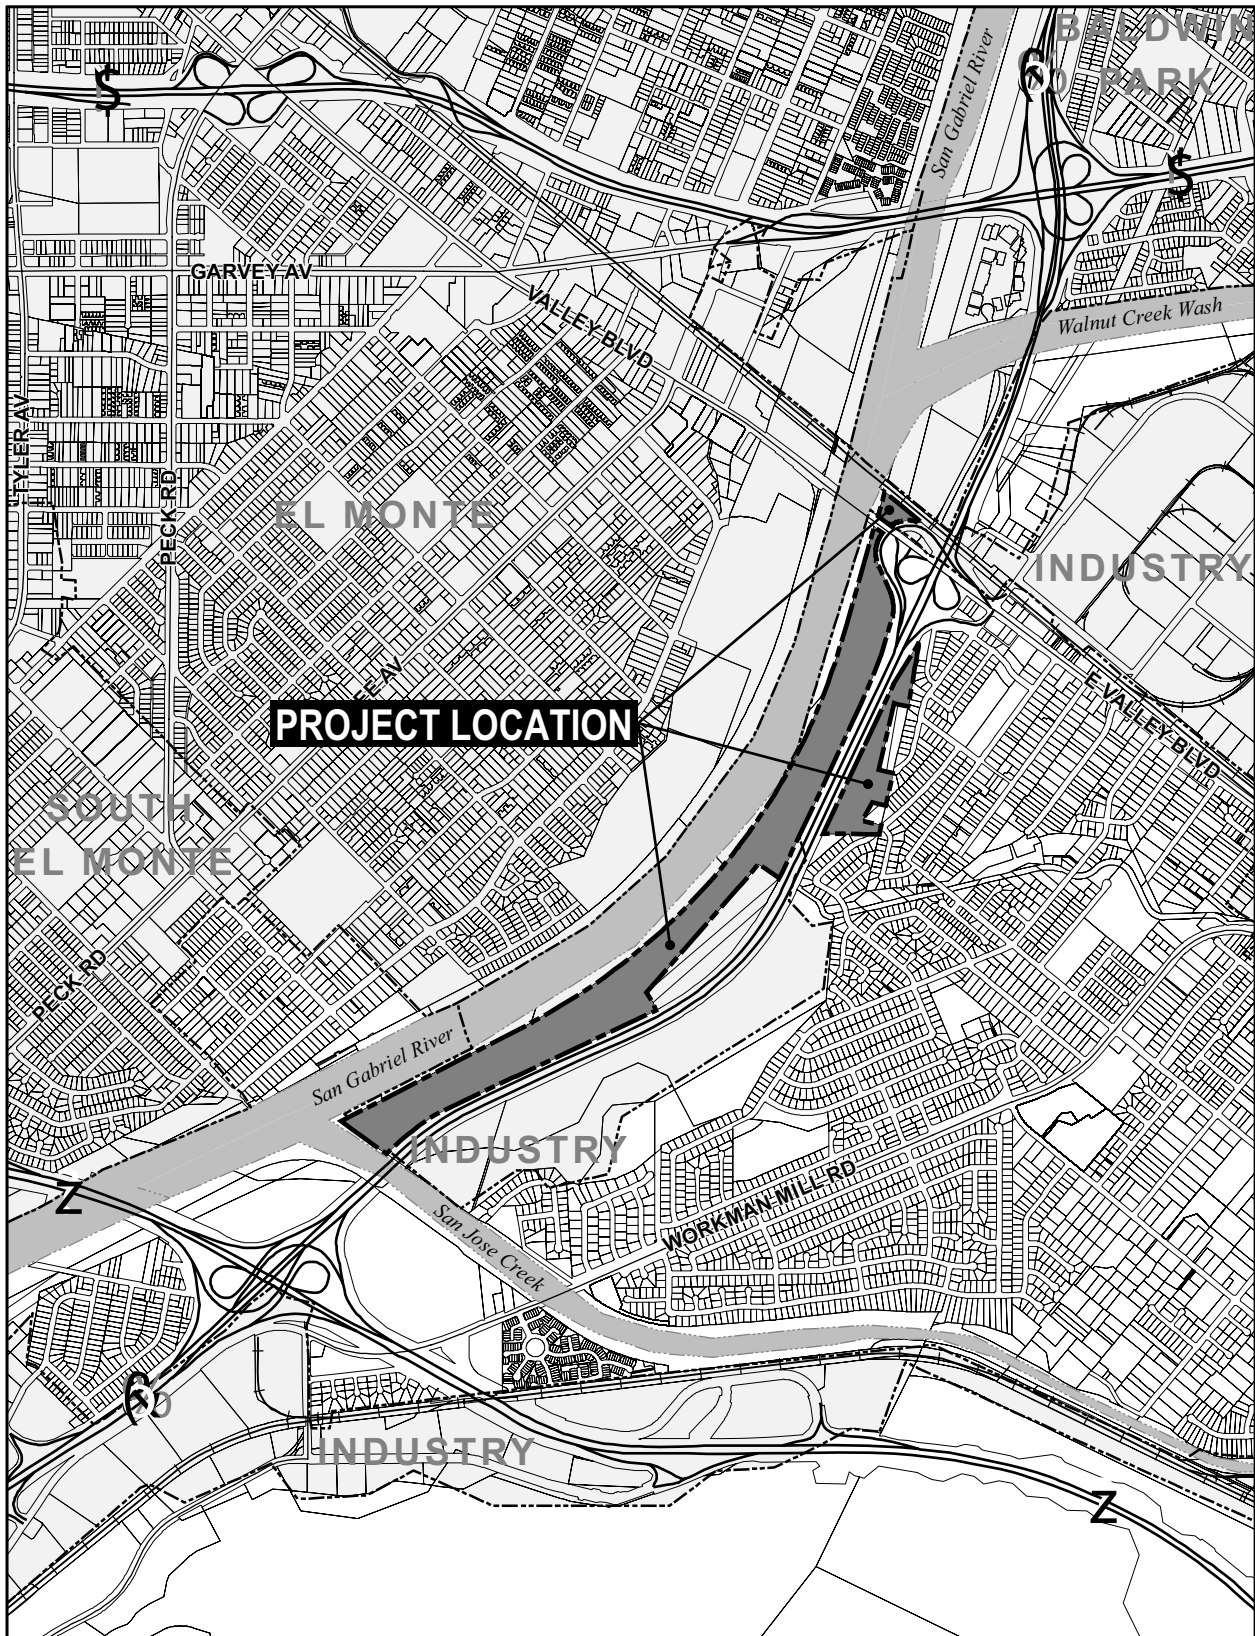 BALDWIN
PARK
San Gabriel River
$
$
GARVEY AV
VALLEY BLVD
Walnut Creek Wash
TYLER AV
PECK RD
EL MONTE
INDUSTRY
E VALLEY BLVD
PROJECT LOCATION
SOUTH
EL MONTE
PECK RD
San Gabriel River
INDUSTRY
Z
WORKMAN MILL RD
San Jose Creek
INDUSTRY
Z